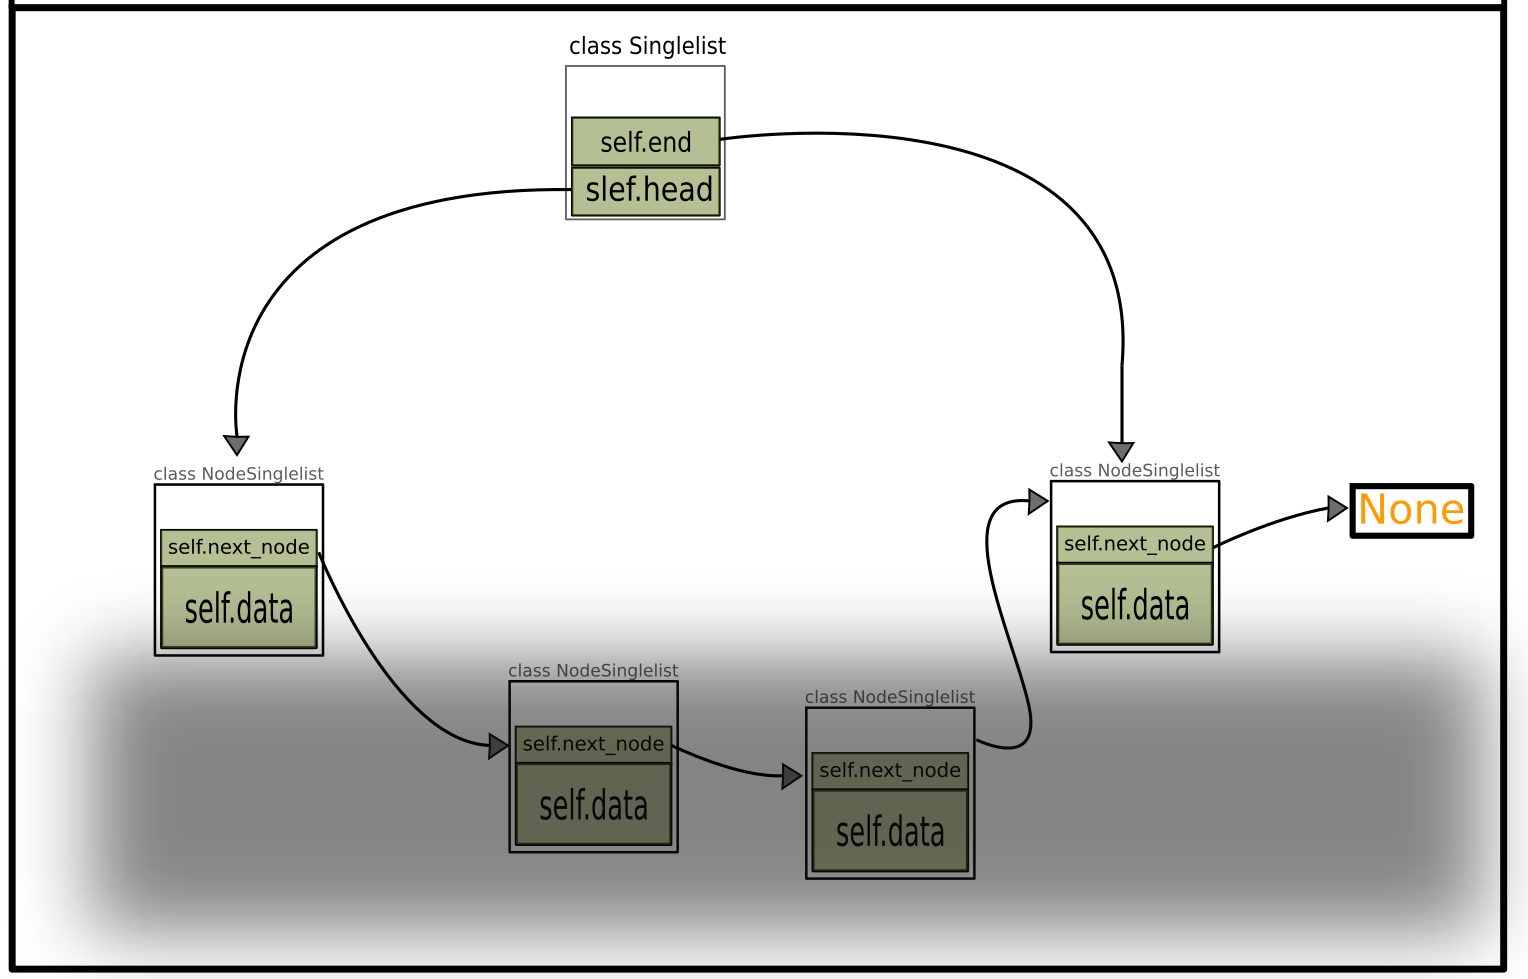 class Singlelist
self.end
slef.head
class NodeSinglelist
self.next_node
self.data
class NodeSinglelist
self.next_node
self.data
class NodeSinglelist
self.next_node
self.data
class NodeSinglelist
self.next_node
self.data
None